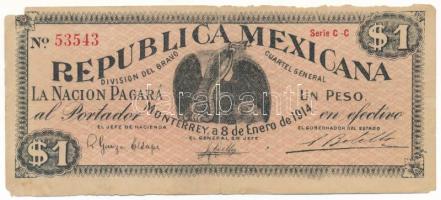 Nº 53543
Serie C-C
$1
REPUBLICA MEXICANA
DIVISION DEL BRAVO
CUARTEL GENERAL
LA NACION PAGARÁ
UN PESO
al Portador
en efectivo
MONTERREY, a 8 de Enero de 1914
EL JEFE DE HACIENDA
EL GENERAL EN JEFE
EL GOBERNADOR DEL ESTADO
$1
darabanth